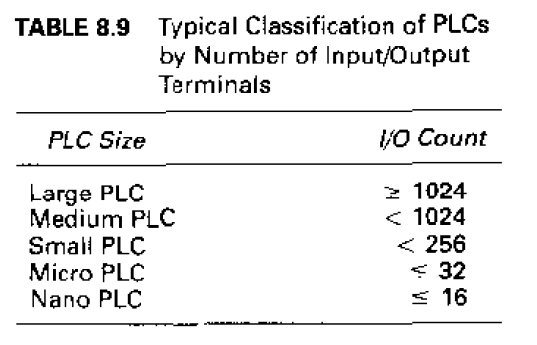 TABLE 8.9 Typical Classification of PLCs
by Number of Input/Output
Terminals
PLC Size I/O Count
Large PLC ≥ 1024
Medium PLC < 1024
Small PLC < 256
Micro PLC ≤ 32
Nano PLC ≤ 16